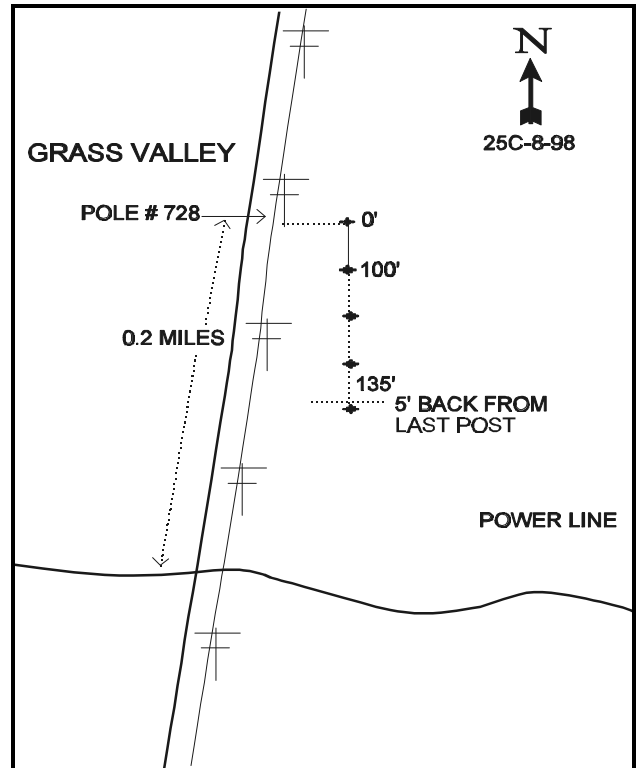 N
25C-8-98
GRASS VALLEY
POLE # 728
0'
100'
0.2 MILES
135'
5' BACK FROM
LAST POST
POWER LINE